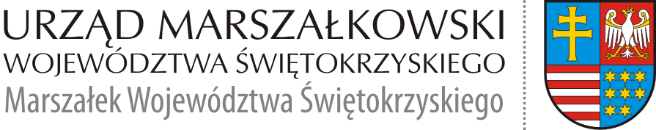 URZĄD MARSZAŁKOWSKI
WOJEWÓDZTWA ŚWIĘTOKRZYSKIEGO
Marszałek Województwa Świętokrzyskiego